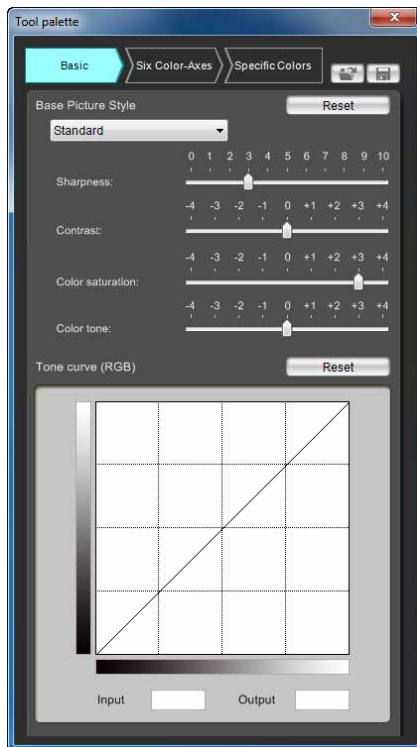 Tool palette
Basic Six Color-Axes Specific Colors
Base Picture Style Reset
Standard
0 1 2 3 4 5 6 7 8 9 10
Sharpness:
-4 -3 -2 -1 0 +1 +2 +3 +4
Contrast:
-4 -3 -2 -1 0 +1 +2 +3 +4
Color saturation:
-4 -3 -2 -1 0 +1 +2 +3 +4
Color tone:
Tone curve (RGB) Reset
Input Output